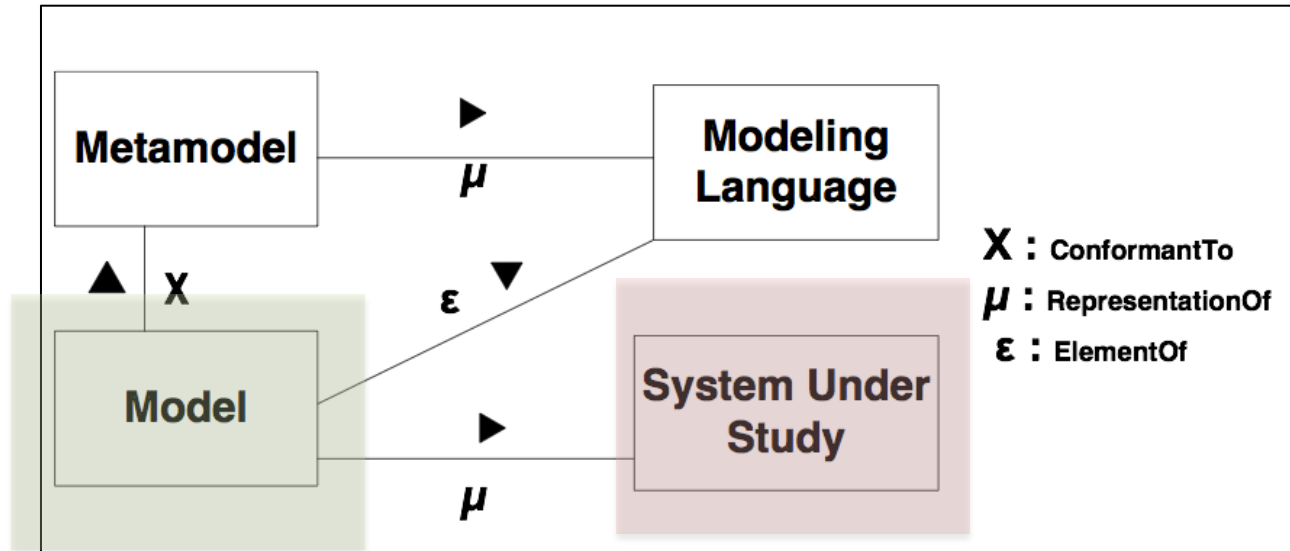 Metamodel
Modeling
Language
μ
X
ε
Model
System Under
Study
μ
X : ConformantTo
μ : RepresentationOf
ε : ElementOf